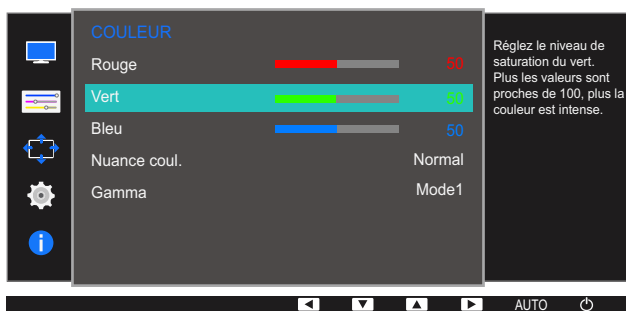 COULEUR
Rouge 50
Vert 50
Bleu 50
Nuance coul. Normal
Gamma Mode1
Réglez le niveau de
saturation du vert.
Plus les valeurs sont
proches de 100, plus la
couleur est intense.
AUTO